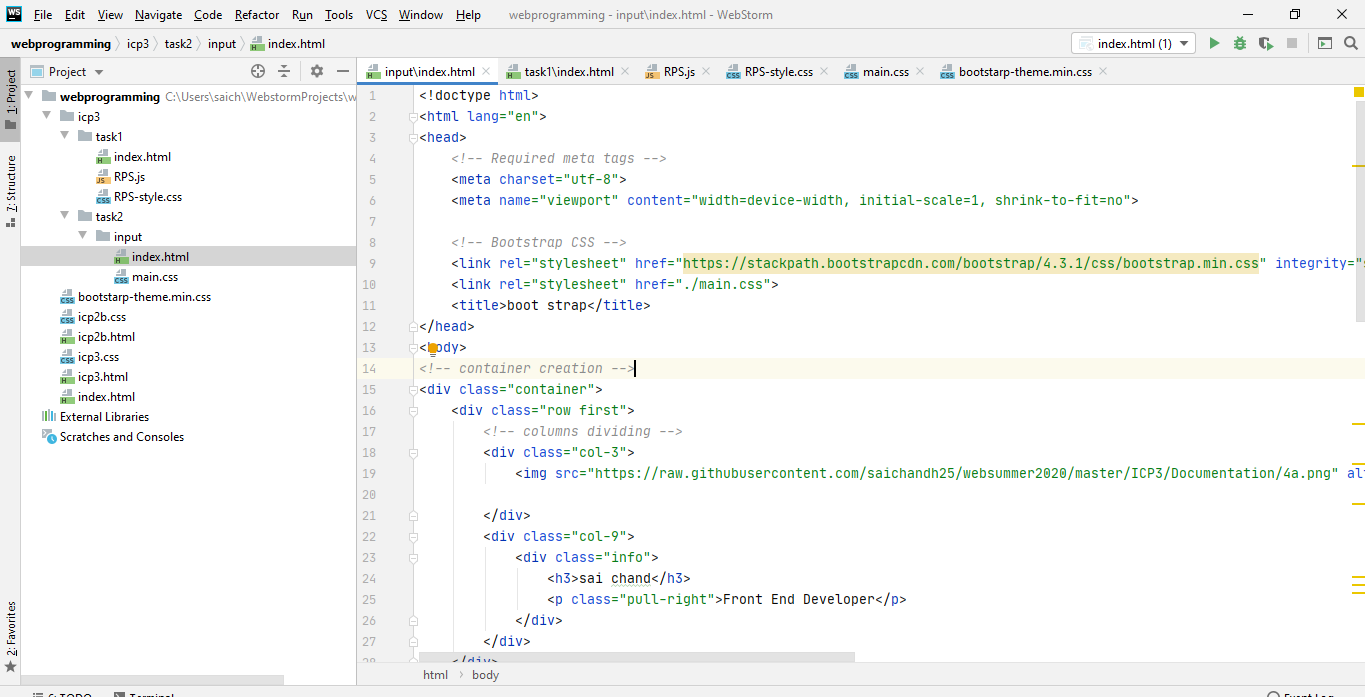 WS File Edit View Navigate Code Refactor Run Tools VCS Window Help webprogramming - input\index.html - WebStorm
webprogramming icp3 task2 input index.html index.html (1)
1: Project
7: Structure
2: Favorites
Project
webprogramming C:\Users\saich\WebstormProjects\w
icp3
task1
index.html
RPS.js
RPS-style.css
task2
input
index.html
main.css
bootstarp-theme.min.css
icp2b.css
icp2b.html
icp3.css
icp3.html
index.html
External Libraries
Scratches and Consoles
input\index.html task1\index.html RPS.js RPS-style.css main.css bootstarp-theme.min.css
1 <!doctype html>
2 <html lang="en">
3 <head>
4 <!-- Required meta tags -->
5 <meta charset="utf-8">
6 <meta name="viewport" content="width=device-width, initial-scale=1, shrink-to-fit=no">
7
8 <!-- Bootstrap CSS -->
9 <link rel="stylesheet" href="https://stackpath.bootstrapcdn.com/bootstrap/4.3.1/css/bootstrap.min.css" integrity="s
10 <link rel="stylesheet" href="./main.css">
11 <title>boot strap</title>
12 </head>
13 <body>
14 <!-- container creation -->
15 <div class="container">
16 <div class="row first">
17 <!-- columns dividing -->
18 <div class="col-3">
19 <img src="https://raw.githubusercontent.com/saichandh25/websummer2020/master/ICP3/Documentation/4a.png" alt
20
21 </div>
22 <div class="col-9">
23 <div class="info">
24 <h3>sai chand</h3>
25 <p class="pull-right">Front End Developer</p>
26 </div>
27 </div>
28 </div>
html body
6: TODO Terminal Event Log